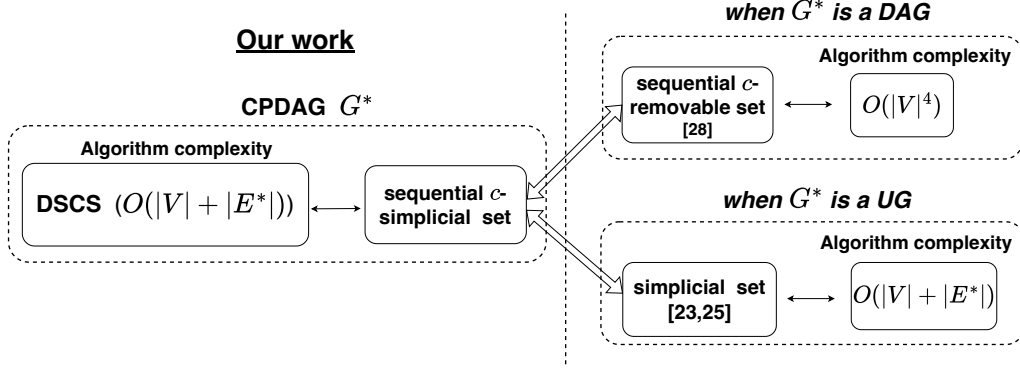 Our work
CPDAG G*
Algorithm complexity
DSCS (O(|V| + |E*|))
sequential c-
simplicial set
when G* is a DAG
Algorithm complexity
sequential c-
removable set
[28]
O(|V|⁴)
when G* is a UG
Algorithm complexity
simplicial set
[23,25]
O(|V| + |E*|)